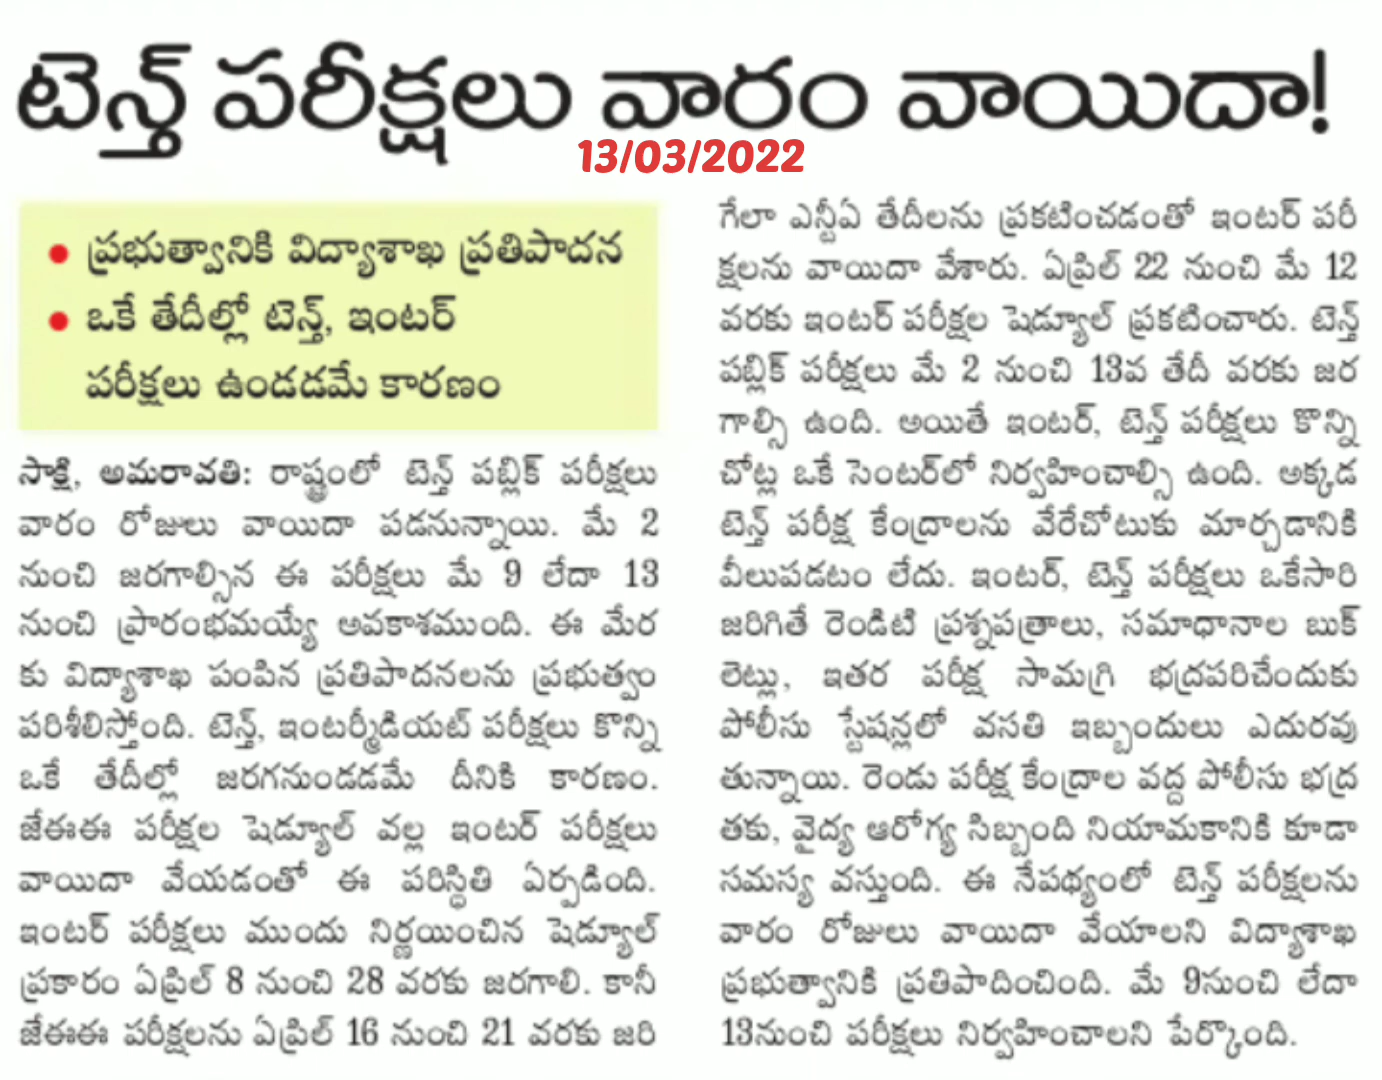 టెన్త్ పరీక్షలు వారం వాయిదా!
13/03/2022
• ప్రభుత్వానికి విద్యాశాఖ ప్రతిపాదన
• ఒకే తేదీల్లో టెన్త్, ఇంటర్
పరీక్షలు ఉండడమే కారణం
సాక్షి, అమరావతి: రాష్ట్రంలో టెన్త్ పబ్లిక్ పరీక్షలు
వారం రోజులు వాయిదా పడనున్నాయి. మే 2
నుంచి జరగాల్సిన ఈ పరీక్షలు మే 9 లేదా 13
నుంచి ప్రారంభమయ్యే అవకాశముంది. ఈ మేర
కు విద్యాశాఖ పంపిన ప్రతిపాదనలను ప్రభుత్వం
పరిశీలిస్తోంది. టెన్త్, ఇంటర్మీడియట్ పరీక్షలు కొన్ని
ఒకే తేదీల్లో జరగనుండడమే దీనికి కారణం.
జేఈఈ పరీక్షల షెడ్యూల్ వల్ల ఇంటర్ పరీక్షలు
వాయిదా వేయడంతో ఈ పరిస్థితి ఏర్పడింది.
ఇంటర్ పరీక్షలు ముందు నిర్ణయించిన షెడ్యూల్
ప్రకారం ఏప్రిల్ 8 నుంచి 28 వరకు జరగాలి. కానీ
జేఈఈ పరీక్షలను ఏప్రిల్ 16 నుంచి 21 వరకు జరి
గేలా ఎన్టీఏ తేదీలను ప్రకటించడంతో ఇంటర్ పరీ
క్షలను వాయిదా వేశారు. ఏప్రిల్ 22 నుంచి మే 12
వరకు ఇంటర్ పరీక్షల షెడ్యూల్ ప్రకటించారు. టెన్త్
పబ్లిక్ పరీక్షలు మే 2 నుంచి 13వ తేదీ వరకు జర
గాల్సి ఉంది. అయితే ఇంటర్, టెన్త్ పరీక్షలు కొన్ని
చోట్ల ఒకే సెంటర్‌లో నిర్వహించాల్సి ఉంది. అక్కడ
టెన్త్ పరీక్ష కేంద్రాలను వేరేచోటుకు మార్చడానికి
వీలుపడటం లేదు. ఇంటర్, టెన్త్ పరీక్షలు ఒకేసారి
జరిగితే రెండిటి ప్రశ్నపత్రాలు, సమాధానాల బుక్
లెట్లు, ఇతర పరీక్ష సామగ్రి భద్రపరిచేందుకు
పోలీసు స్టేషన్లలో వసతి ఇబ్బందులు ఎదురవు
తున్నాయి. రెండు పరీక్ష కేంద్రాల వద్ద పోలీసు భద్ర
తకు, వైద్య ఆరోగ్య సిబ్బంది నియామకానికి కూడా
సమస్య వస్తుంది. ఈ నేపథ్యంలో టెన్త్ పరీక్షలను
వారం రోజులు వాయిదా వేయాలని విద్యాశాఖ
ప్రభుత్వానికి ప్రతిపాదించింది. మే 9నుంచి లేదా
13నుంచి పరీక్షలు నిర్వహించాలని పేర్కొంది.